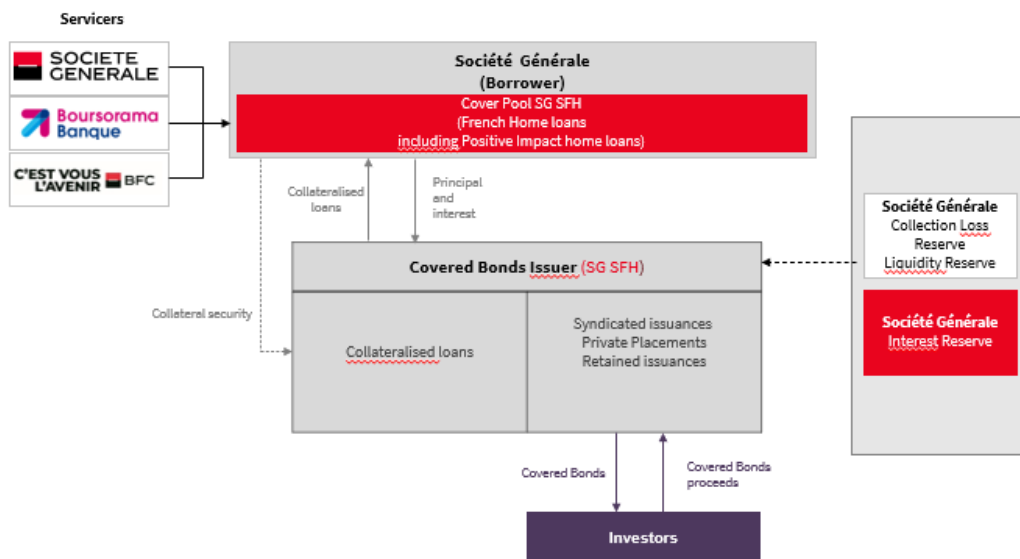 Servicers
SOCIETE
GENERALE
Boursorama
Banque
C'EST VOUS
L'AVENIR BFC
Société Générale
(Borrower)
Cover Pool SG SFH
(French Home loans
including Positive Impact home loans)
Collateralised
loans
Principal
and
interest
Société Générale
Collection Loss
Reserve
Liquidity Reserve
Société Générale
Interest Reserve
Covered Bonds Issuer (SG SFH)
Collateral security
Collateralised loans
Syndicated issuances
Private Placements
Retained issuances
Covered Bonds
Covered Bonds
proceeds
Investors